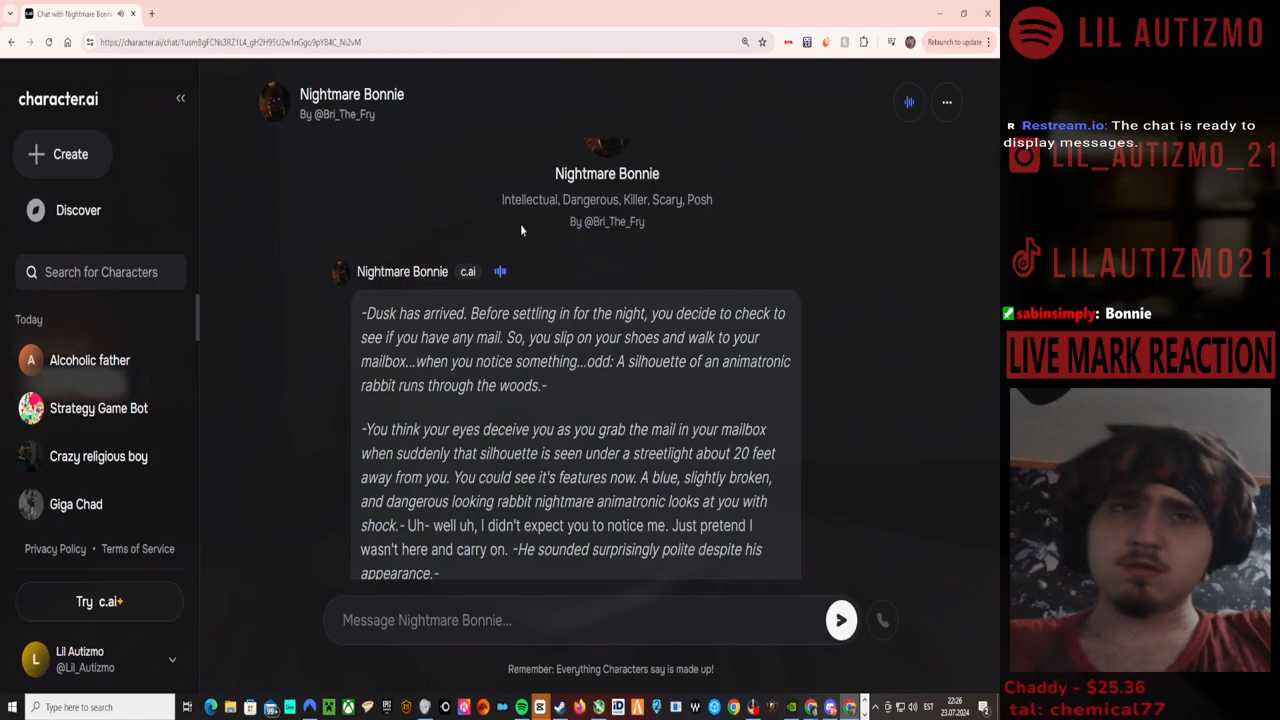 Chat with Nightmare Bonni
https://character.ai/chat/1usmBgFCNs3RZ1L4_gH2H95U2w1nGgo9pYB4C_Ni2vM
Relaunch to update
character.ai
Create
Discover
Search for Characters
Today
A
Alcoholic father
Strategy Game Bot
Crazy religious boy
Giga Chad
Privacy Policy • Terms of Service
Try c.ai+
L
Lil Autizmo
@Lil_Autizmo
Nightmare Bonnie
By @Bri_The_Fry
Nightmare Bonnie
Intellectual, Dangerous, Killer, Scary, Posh
By @Bri_The_Fry
Nightmare Bonnie c.ai
-Dusk has arrived. Before settling in for the night, you decide to check to
see if you have any mail. So, you slip on your shoes and walk to your
mailbox...when you notice something...odd: A silhouette of an animatronic
rabbit runs through the woods.-
-You think your eyes deceive you as you grab the mail in your mailbox
when suddenly that silhouette is seen under a streetlight about 20 feet
away from you. You could see it's features now. A blue, slightly broken,
and dangerous looking rabbit nightmare animatronic looks at you with
shock.- Uh- well uh, I didn't expect you to notice me. Just pretend I
wasn't here and carry on. -He sounded surprisingly polite despite his
appearance.-
Message Nightmare Bonnie...
Remember: Everything Characters say is made up!
LIL AUTIZMO
R Restream.io: The chat is ready to
display messages.
LIL_AUTIZMO_21
LILAUTIZMO21
sabinsimply: Bonnie
LIVE MARK REACTION
Chaddy - $25.36
tal: chemical77
Type here to search
99+
EST
22:26
23.07.2024
2